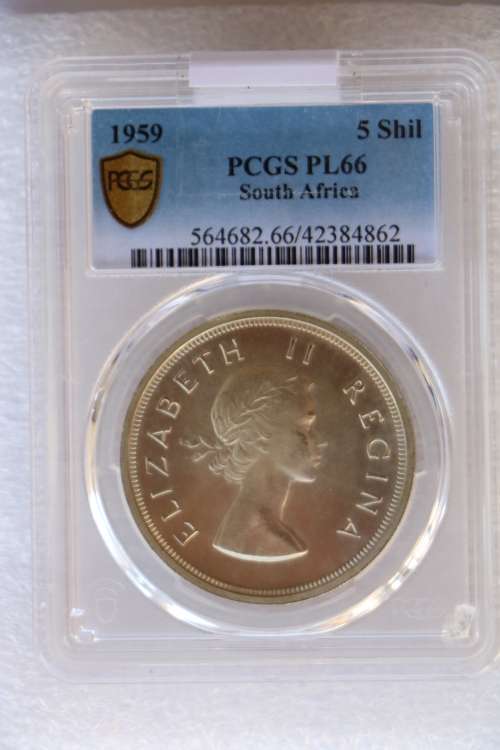 1959 5 Shil
PCGS PCGS PL66
South Africa
564682.66/42384862
ELIZABETH II REGINA